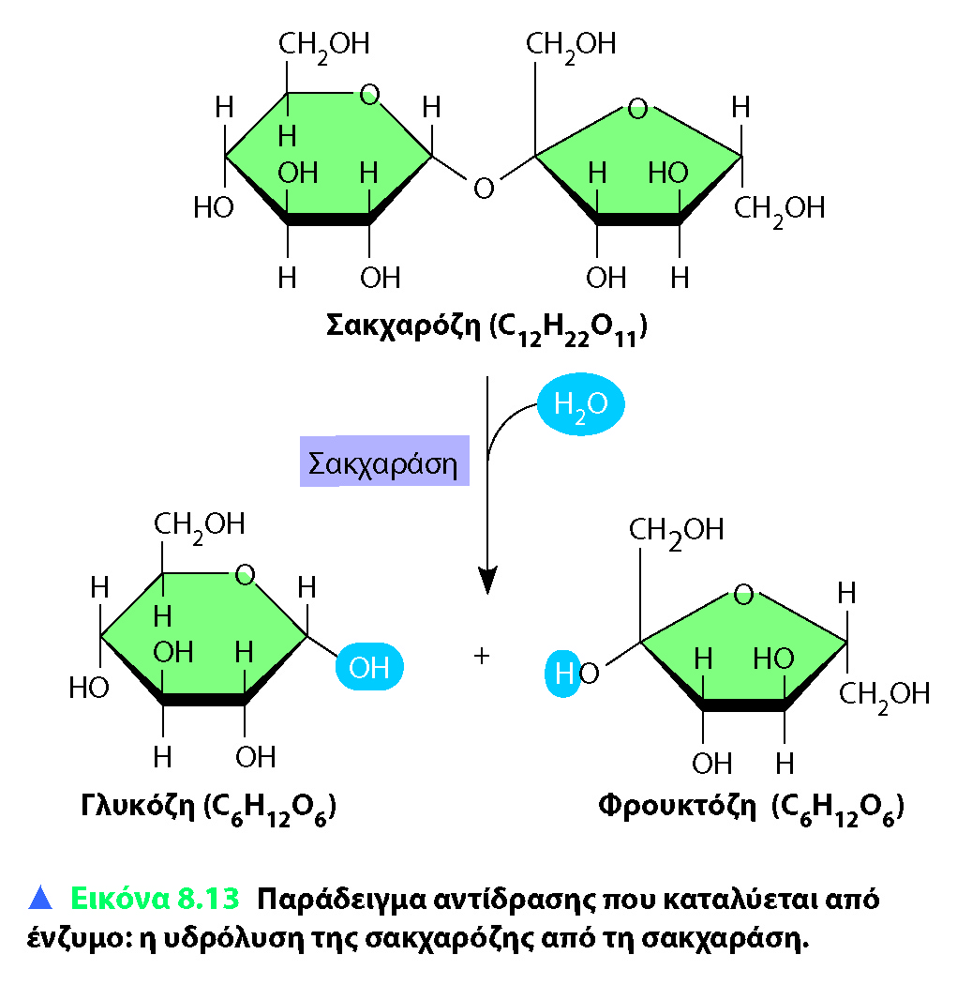 CH₂OH CH₂OH
O O
H H H
H
OH H H HO
HO O CH₂OH
H OH OH H
Σακχαρόζη (C₁₂H₂₂O₁₁)
H₂O
Σακχαράση
CH₂OH CH₂OH
O O
H H H
H
OH H H HO
OH + HO
HO CH₂OH
H OH OH H
Γλυκόζη (C₆H₁₂O₆) Φρουκτόζη (C₆H₁₂O₆)
▲ Εικόνα 8.13 Παράδειγμα αντίδρασης που καταλύεται από
ένζυμο: η υδρόλυση της σακχαρόζης από τη σακχαράση.